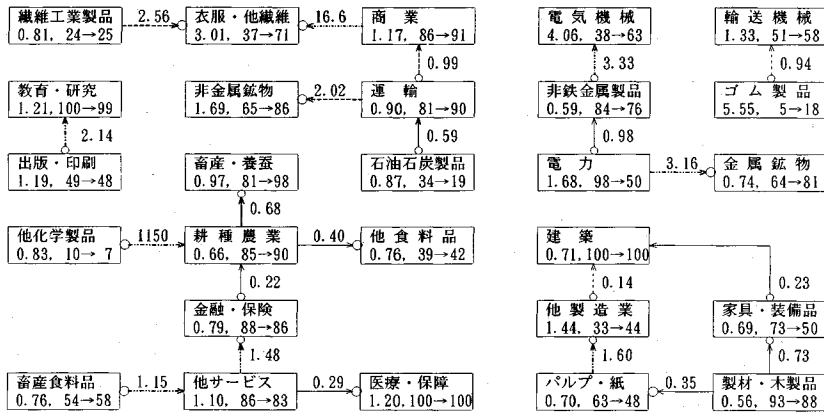 繊維工業製品 2.56 衣服・他繊維 16.6 商業 電気機械 輸送機械
0.81, 24→25 3.01, 37→71 1.17, 86→91 4.06, 38→63 1.33, 51→58
0.99 3.33 0.94
教育・研究 非金属鉱物 2.02 運輸 非鉄金属製品 ゴム製品
1.21,100→99 1.69, 65→86 0.90, 81→90 0.59, 84→76 5.55, 5→18
2.14 0.59 0.98
出版・印刷 畜産・養蚕 石油石炭製品 電力 3.16 金属鉱物
1.19, 49→48 0.97, 81→98 0.87, 34→19 1.68, 98→50 0.74, 64→81
0.68
他化学製品 1150 耕種農業 0.40 他食料品 建築
0.83, 10→ 7 0.66, 85→90 0.76, 39→42 0.71,100→100
0.22 0.14 0.23
金融・保険 他製造業 家具・装備品
0.79, 88→86 1.44, 33→44 0.69, 73→50
1.48 1.60 0.73
畜産食料品 1.15 他サービス 0.29 医療・保障 パルプ・紙 0.35 製材・木製品
0.76, 54→58 1.10, 86→83 1.20,100→100 0.70, 63→48 0.56, 93→88